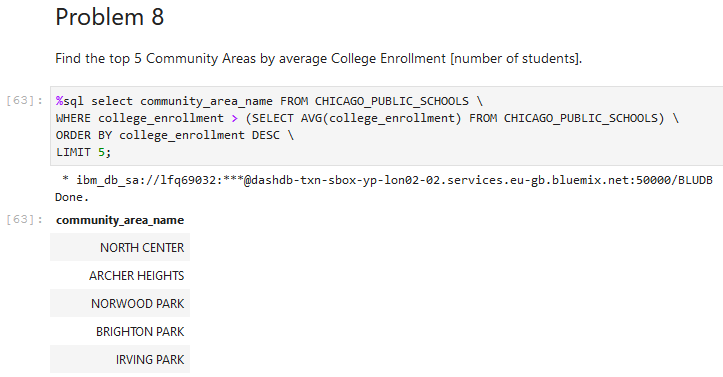 Problem 8
Find the top 5 Community Areas by average College Enrollment [number of students].
[63]: %sql select community_area_name FROM CHICAGO_PUBLIC_SCHOOLS \
WHERE college_enrollment > (SELECT AVG(college_enrollment) FROM CHICAGO_PUBLIC_SCHOOLS) \
ORDER BY college_enrollment DESC \
LIMIT 5;
* ibm_db_sa://lfq69032:***@dashdb-txn-sbox-yp-lon02-02.services.eu-gb.bluemix.net:50000/BLUDB
Done.
[63]: community_area_name
NORTH CENTER
ARCHER HEIGHTS
NORWOOD PARK
BRIGHTON PARK
IRVING PARK